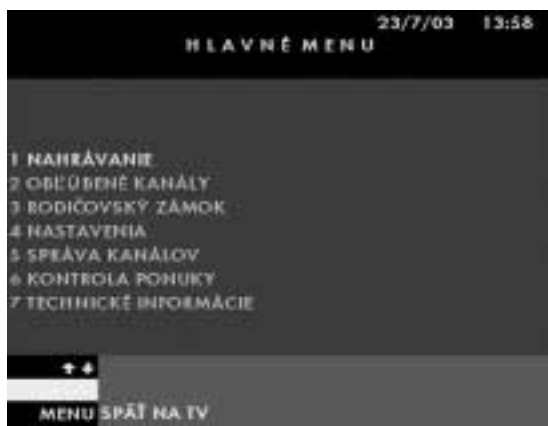 23/7/03 13:58
HLAVNÉ MENU
1 NAHRÁVANIE
2 OBĽÚBENÉ KANÁLY
3 RODIČOVSKÝ ZÁMOK
4 NASTAVENIA
5 SPRÁVA KANÁLOV
6 KONTROLA PONUKY
7 TECHNICKÉ INFORMÁCIE
MENU SPÄŤ NA TV